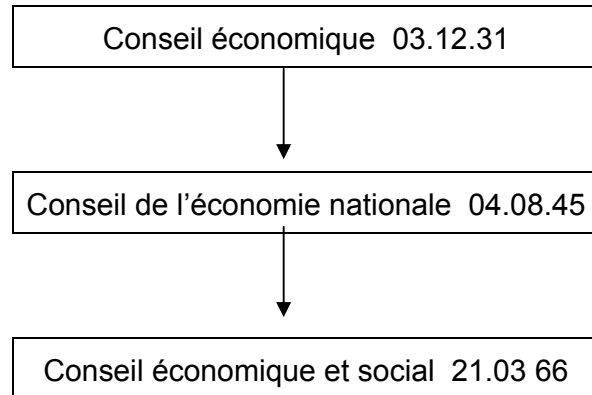 Conseil économique  03.12.31
Conseil de l’économie nationale  04.08.45
Conseil économique et social  21.03 66